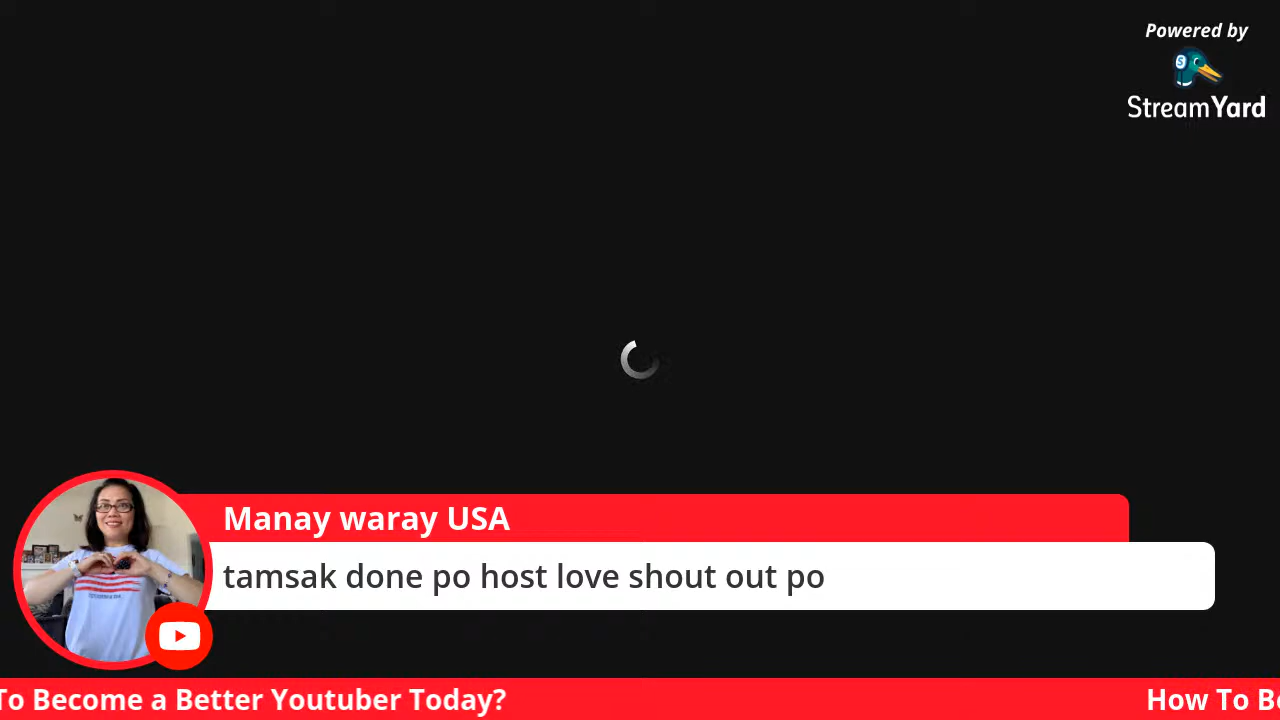 Powered by
StreamYard
Manay waray USA
tamsak done po host love shout out po
To Become a Better Youtuber Today?
How To Be